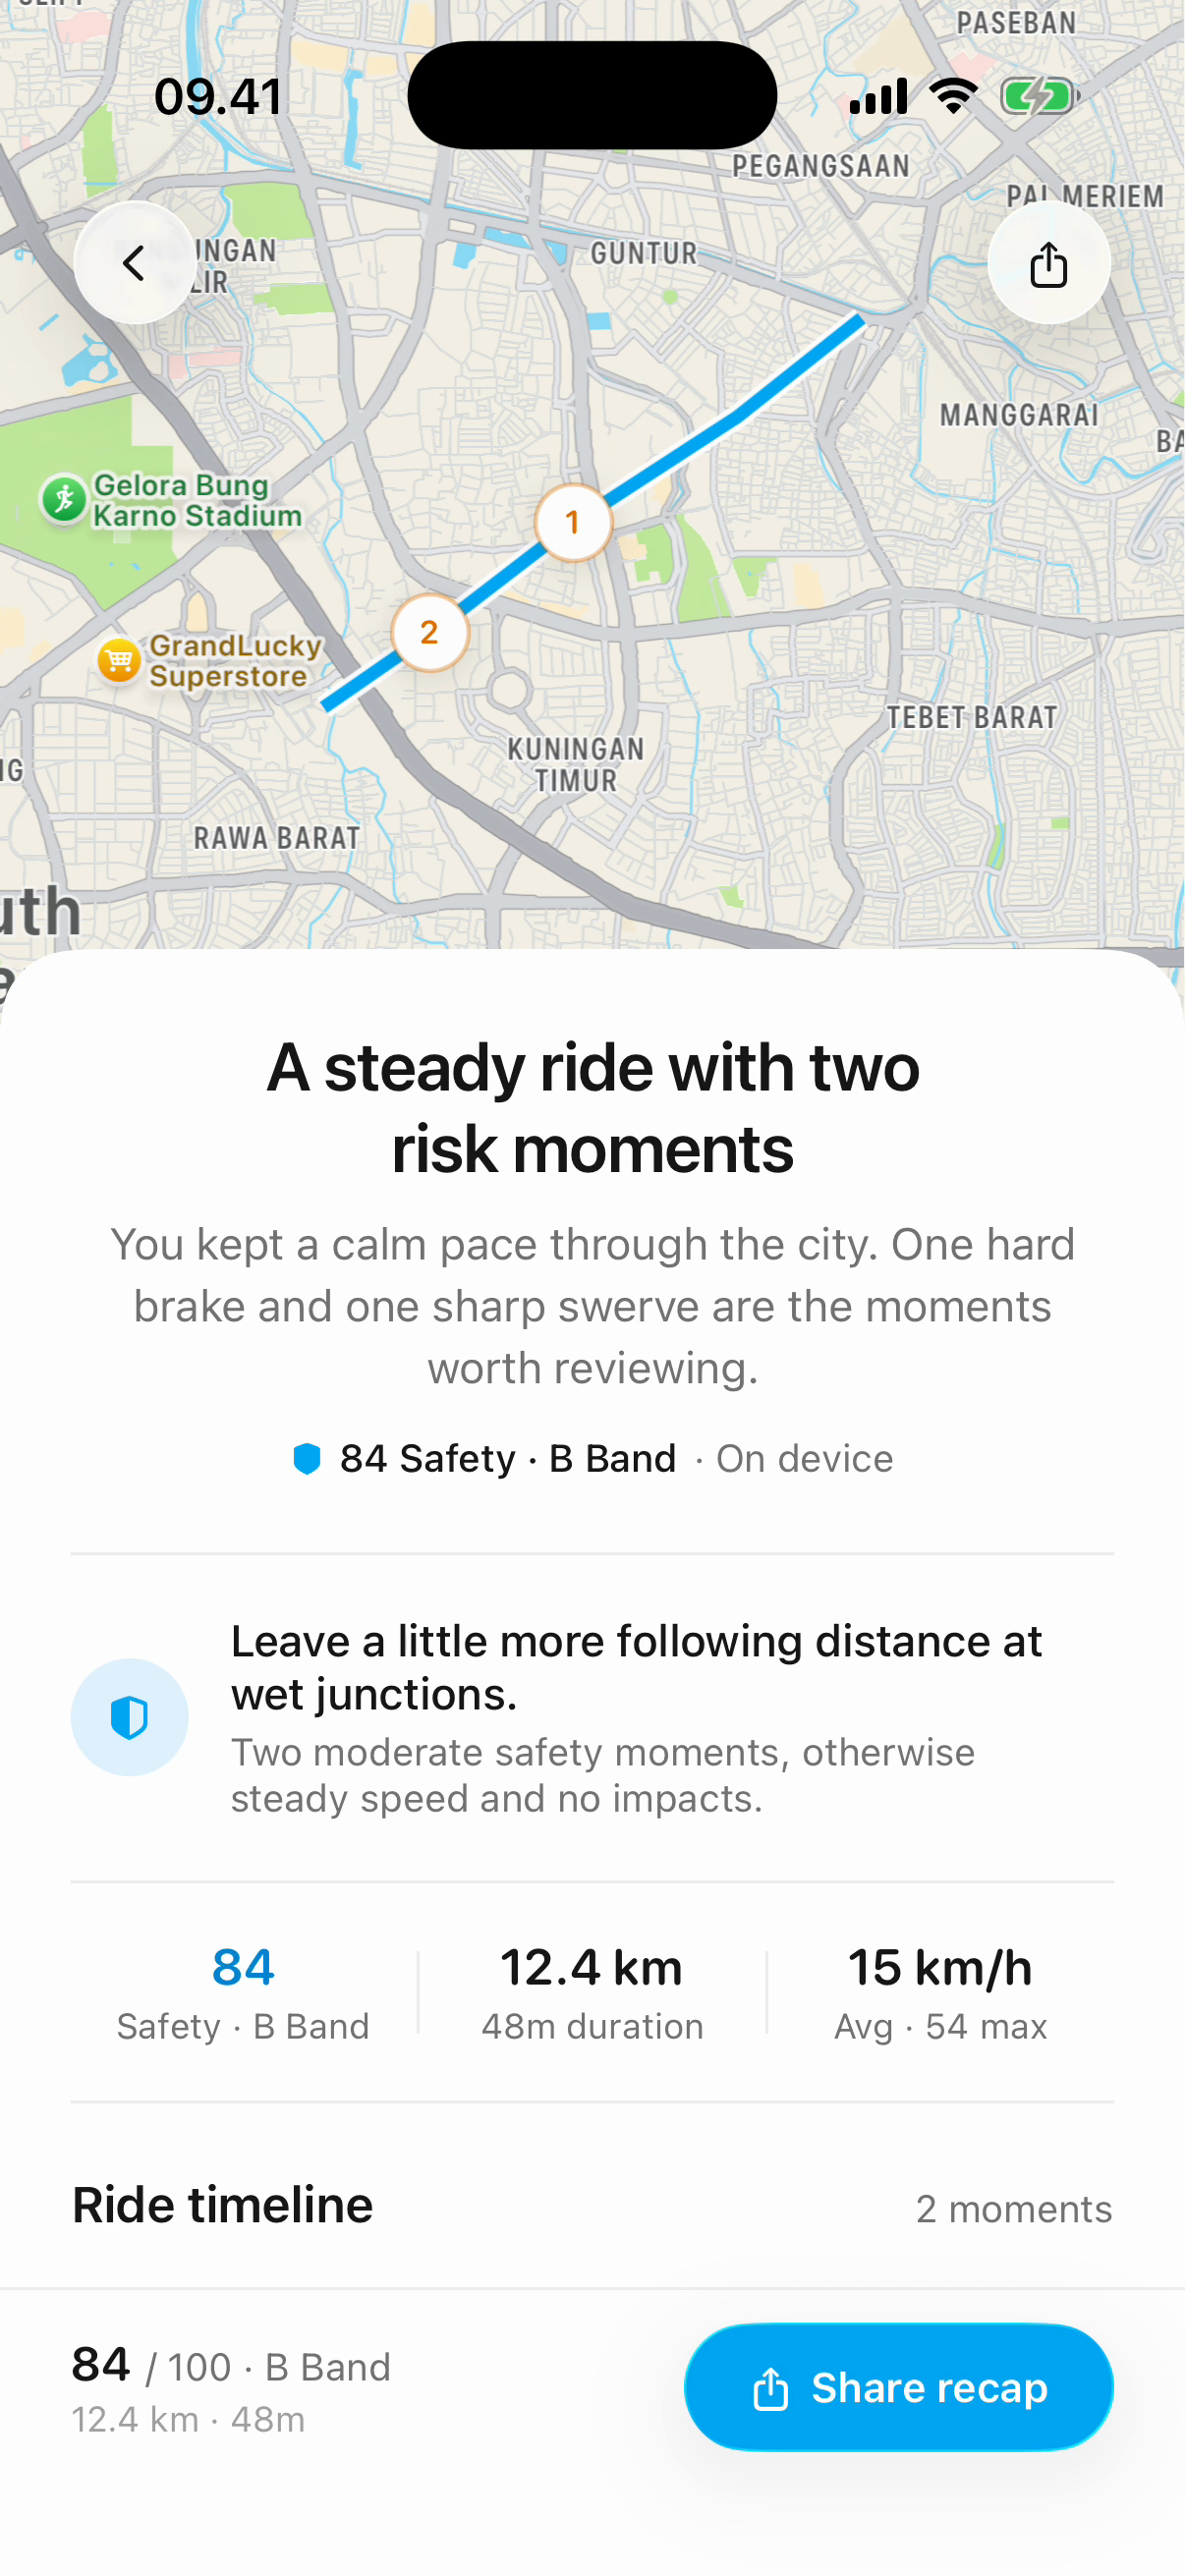 PASEBAN
09.41
PEGANGSAAN
PAL MERIEM
GUNTUR
MANGGARAI
Gelora Bung
Karno Stadium
1
2
GrandLucky
Superstore
TEBET BARAT
KUNINGAN
TIMUR
RAWA BARAT
A steady ride with two
risk moments
You kept a calm pace through the city. One hard
brake and one sharp swerve are the moments
worth reviewing.
84 Safety · B Band · On device
Leave a little more following distance at
wet junctions.
Two moderate safety moments, otherwise
steady speed and no impacts.
84
Safety · B Band
12.4 km
48m duration
15 km/h
Avg · 54 max
Ride timeline
2 moments
84 / 100 · B Band
12.4 km · 48m
Share recap